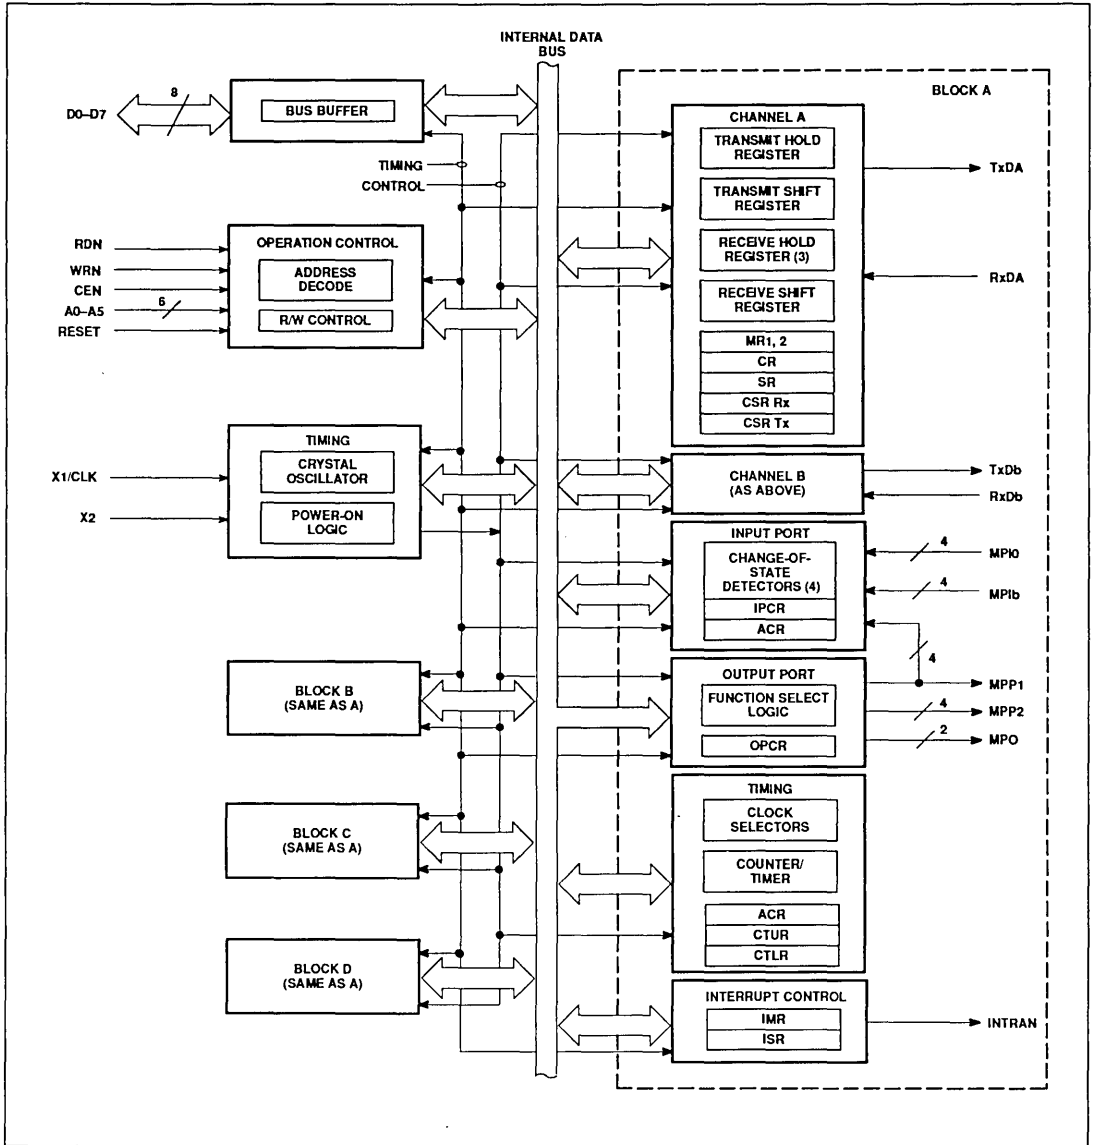 INTERNAL DATA
BUS
BLOCK A
D0–D7
8
BUS BUFFER
TIMING
CONTROL
CHANNEL A
TRANSMIT HOLD
REGISTER
TRANSMIT SHIFT
REGISTER
RECEIVE HOLD
REGISTER (3)
RECEIVE SHIFT
REGISTER
MR1, 2
CR
SR
CSR Rx
CSR Tx
TxDA
RxDA
RDN
WRN
CEN
A0–A5
6
RESET
OPERATION CONTROL
ADDRESS
DECODE
R/W CONTROL
X1/CLK
X2
TIMING
CRYSTAL
OSCILLATOR
POWER-ON
LOGIC
CHANNEL B
(AS ABOVE)
TxDb
RxDb
INPUT PORT
CHANGE-OF-
STATE
DETECTORS (4)
IPCR
ACR
4
MPI0
4
MPIb
4
BLOCK B
(SAME AS A)
OUTPUT PORT
FUNCTION SELECT
LOGIC
OPCR
MPP1
4
MPP2
2
MPO
BLOCK C
(SAME AS A)
TIMING
CLOCK
SELECTORS
COUNTER/
TIMER
ACR
CTUR
CTLR
BLOCK D
(SAME AS A)
INTERRUPT CONTROL
IMR
ISR
INTRAN